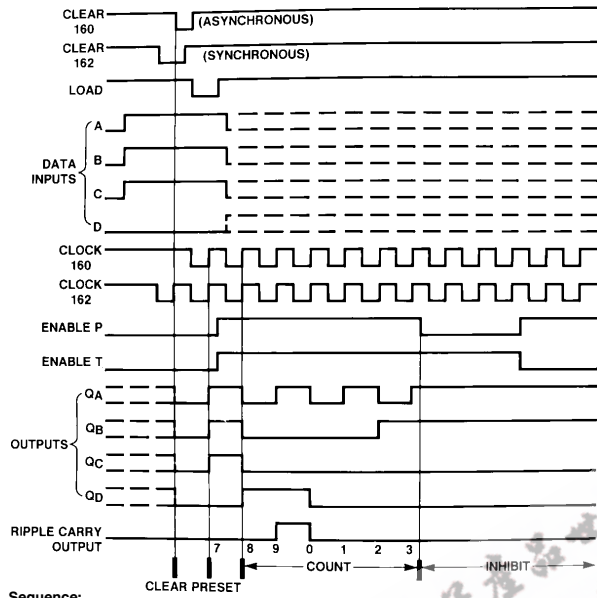 CLEAR
160
(ASYNCHRONOUS)
CLEAR
162
(SYNCHRONOUS)
LOAD
DATA
INPUTS
A
B
C
D
CLOCK
160
CLOCK
162
ENABLE P
ENABLE T
OUTPUTS
QA
QB
QC
QD
RIPPLE CARRY
OUTPUT
7 8 9 0 1 2 3
COUNT
INHIBIT
CLEAR PRESET
Sequence: